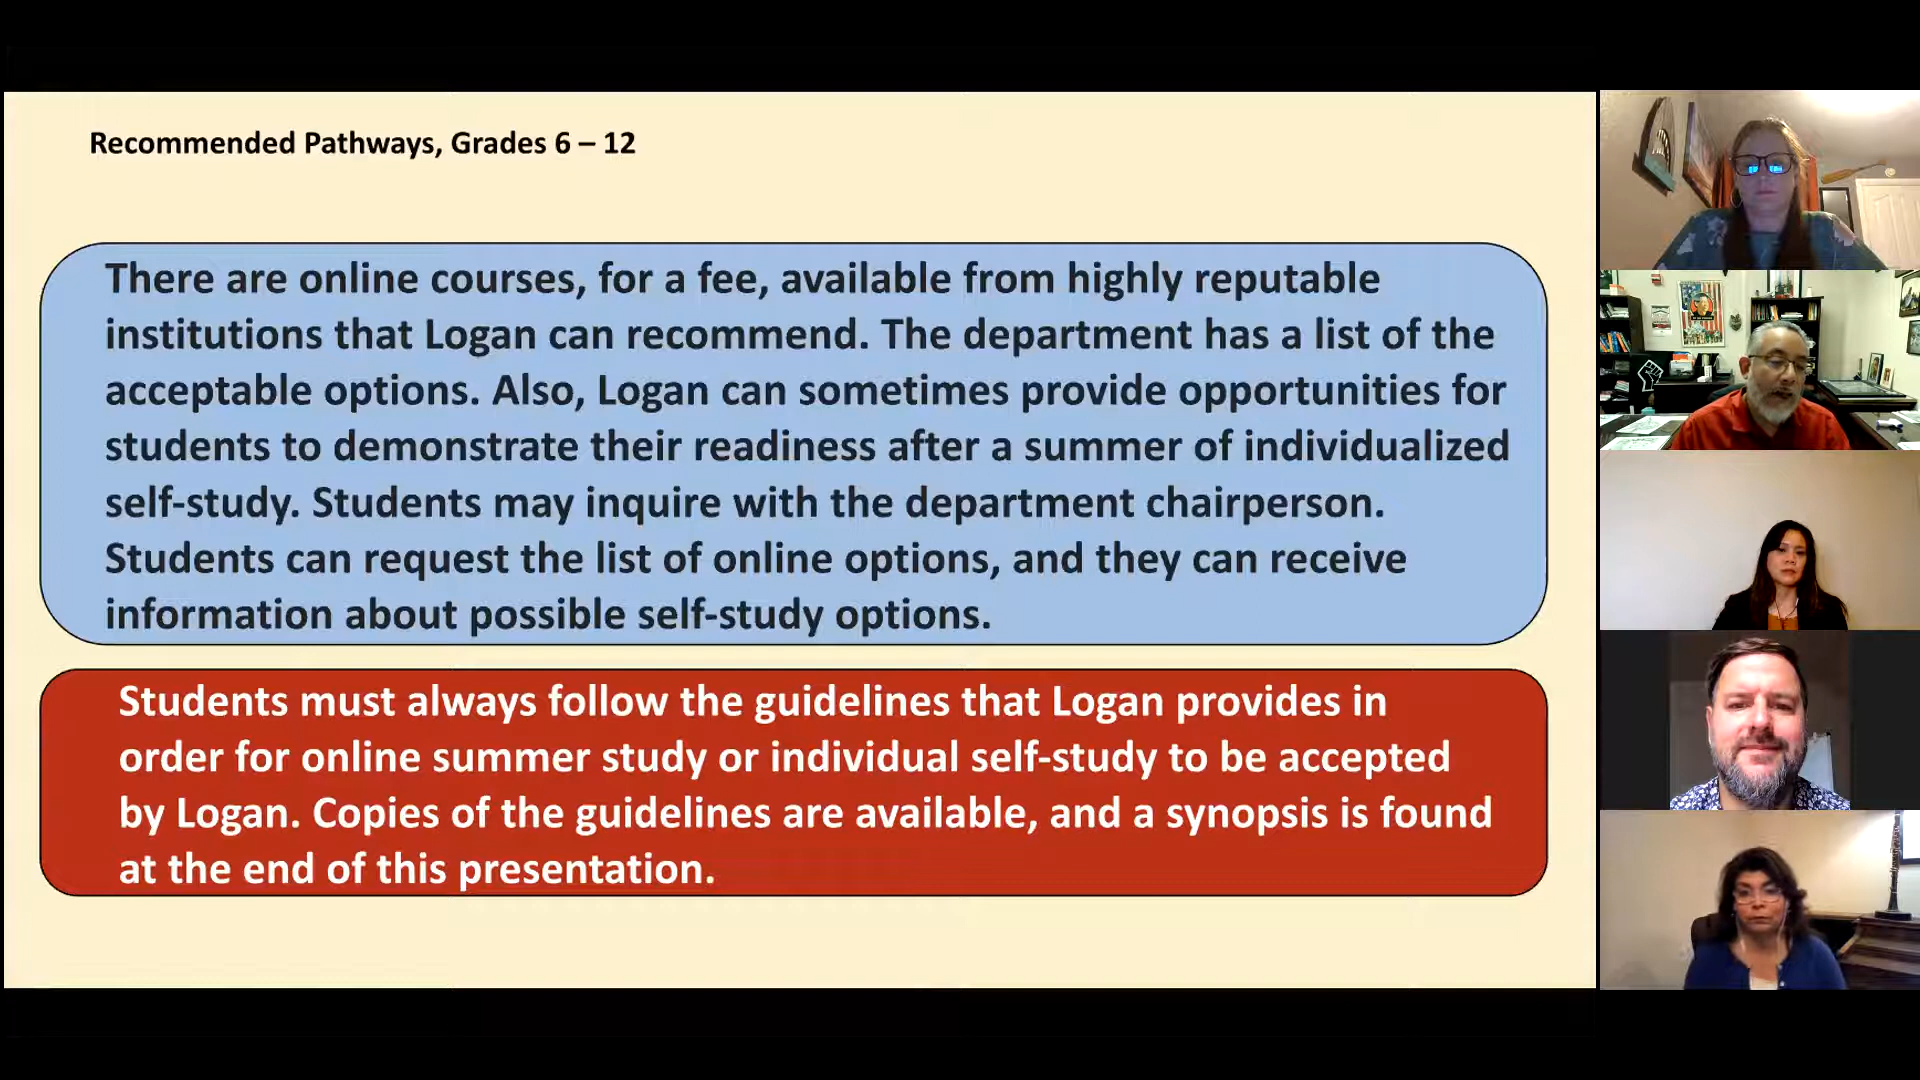 Recommended Pathways, Grades 6 – 12
There are online courses, for a fee, available from highly reputable
institutions that Logan can recommend. The department has a list of the
acceptable options. Also, Logan can sometimes provide opportunities for
students to demonstrate their readiness after a summer of individualized
self-study. Students may inquire with the department chairperson.
Students can request the list of online options, and they can receive
information about possible self-study options.
Students must always follow the guidelines that Logan provides in
order for online summer study or individual self-study to be accepted
by Logan. Copies of the guidelines are available, and a synopsis is found
at the end of this presentation.